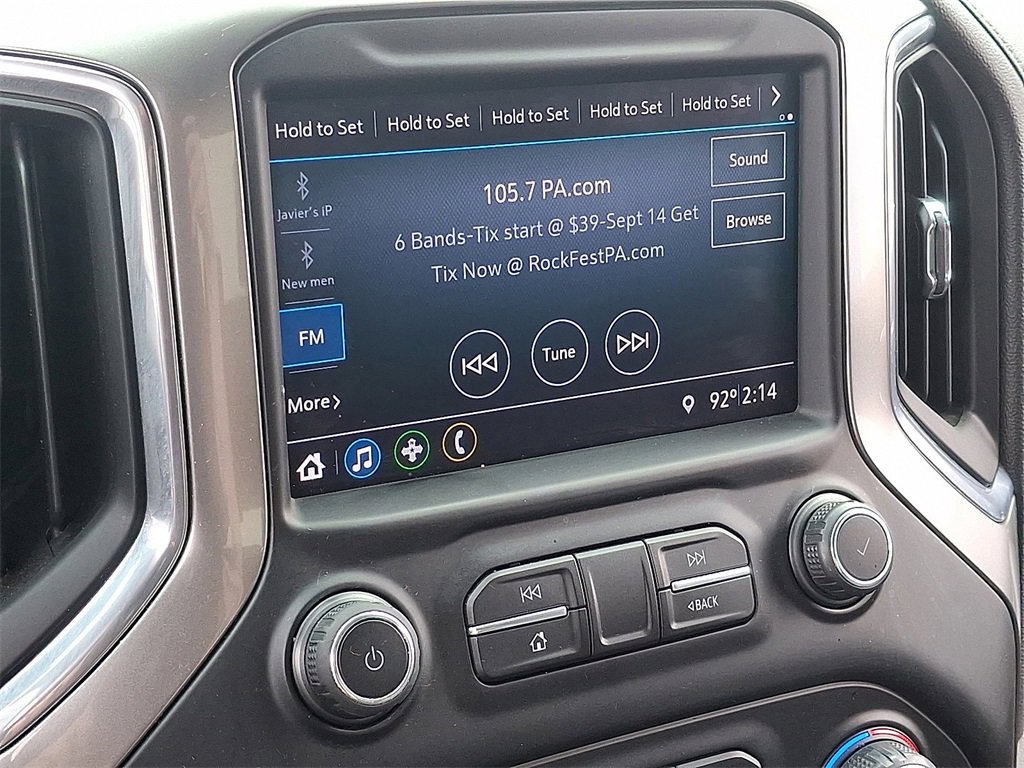 Hold to Set Hold to Set Hold to Set Hold to Set Hold to Set
Sound
Javier's iP
105.7 PA.com
6 Bands-Tix start @ $39-Sept 14 Get
Browse
Tix Now @ RockFestPA.com
New men
FM
Tune
More
92° 2:14
BACK